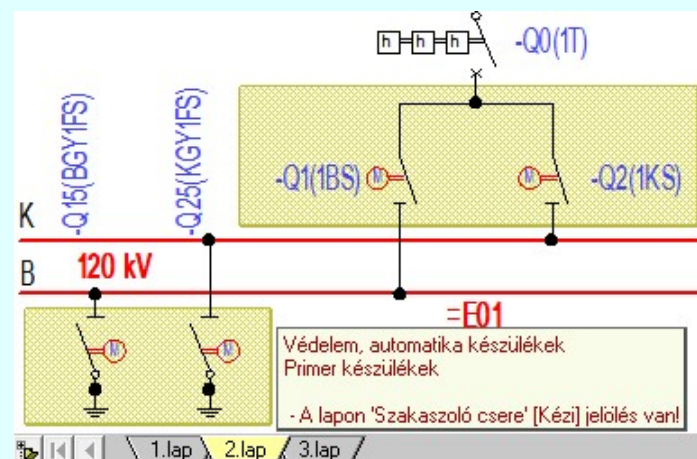 h h h -Q0(1T)
-Q15(BGY1FS)
-Q25(KGY1FS)
-Q1(1BS) M M -Q2(1KS)
K
120 kV
B
=E01
M M
Védelem, automatika készülékek
Primer készülékek
- A lapon 'Szakaszoló csere' [Kézi] jelölés van!
1.lap 2.lap 3.lap